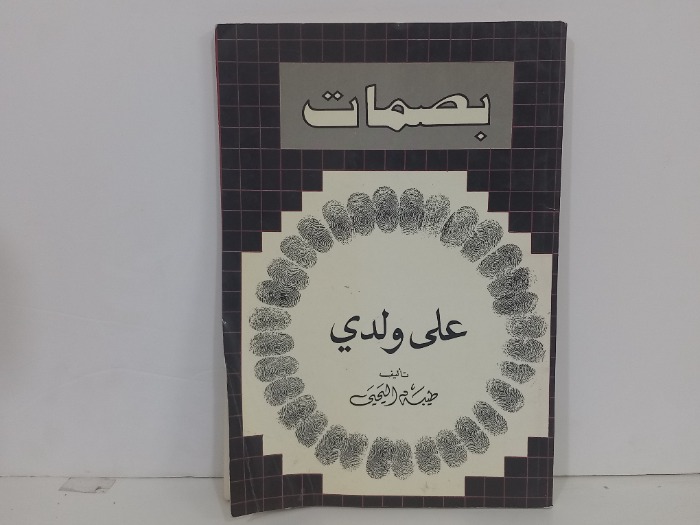 بصمات
على ولدي
تأليف
طيبة اليحيى